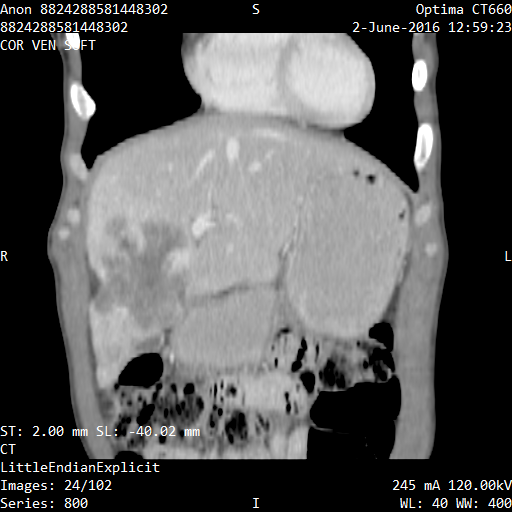 Anon 8824288581448302
S
Optima CT660
8824288581448302
2-June-2016 12:59:23
COR VEN SOFT
R
L
ST: 2.00 mm SL: -40.02 mm
CT
LittleEndianExplicit
Images: 24/102
245 mA 120.00kV
Series: 800
I
WL: 40 WW: 400